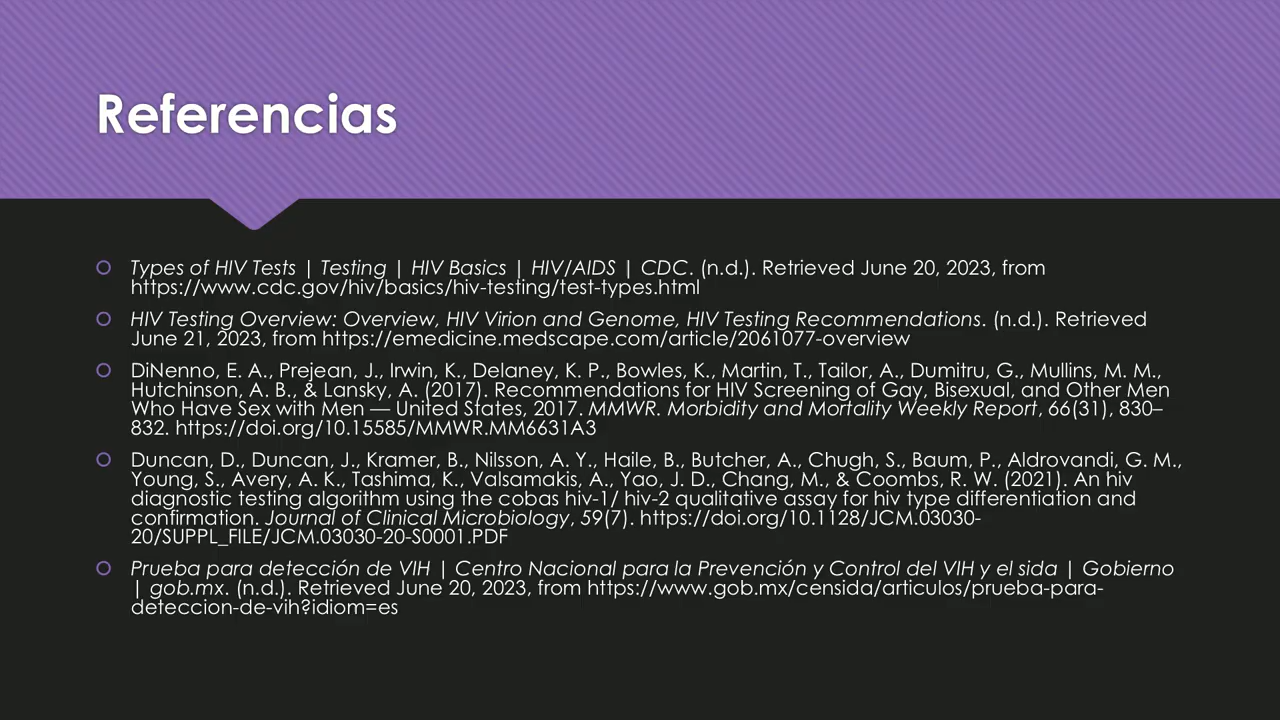 Referencias
Types of HIV Tests | Testing | HIV Basics | HIV/AIDS | CDC. (n.d.). Retrieved June 20, 2023, from
https://www.cdc.gov/hiv/basics/hiv-testing/test-types.html
HIV Testing Overview: Overview, HIV Virion and Genome, HIV Testing Recommendations. (n.d.). Retrieved
June 21, 2023, from https://emedicine.medscape.com/article/2061077-overview
DiNenno, E. A., Prejean, J., Irwin, K., Delaney, K. P., Bowles, K., Martin, T., Tailor, A., Dumitru, G., Mullins, M. M.,
Hutchinson, A. B., & Lansky, A. (2017). Recommendations for HIV Screening of Gay, Bisexual, and Other Men
Who Have Sex with Men — United States, 2017. MMWR. Morbidity and Mortality Weekly Report, 66(31), 830–
832. https://doi.org/10.15585/MMWR.MM6631A3
Duncan, D., Duncan, J., Kramer, B., Nilsson, A. Y., Haile, B., Butcher, A., Chugh, S., Baum, P., Aldrovandi, G. M.,
Young, S., Avery, A. K., Tashima, K., Valsamakis, A., Yao, J. D., Chang, M., & Coombs, R. W. (2021). An hiv
diagnostic testing algorithm using the cobas hiv-1/ hiv-2 qualitative assay for hiv type differentiation and
confirmation. Journal of Clinical Microbiology, 59(7). https://doi.org/10.1128/JCM.03030-
20/SUPPL_FILE/JCM.03030-20-S0001.PDF
Prueba para detección de VIH | Centro Nacional para la Prevención y Control del VIH y el sida | Gobierno
| gob.mx. (n.d.). Retrieved June 20, 2023, from https://www.gob.mx/censida/articulos/prueba-para-
deteccion-de-vih?idiom=es